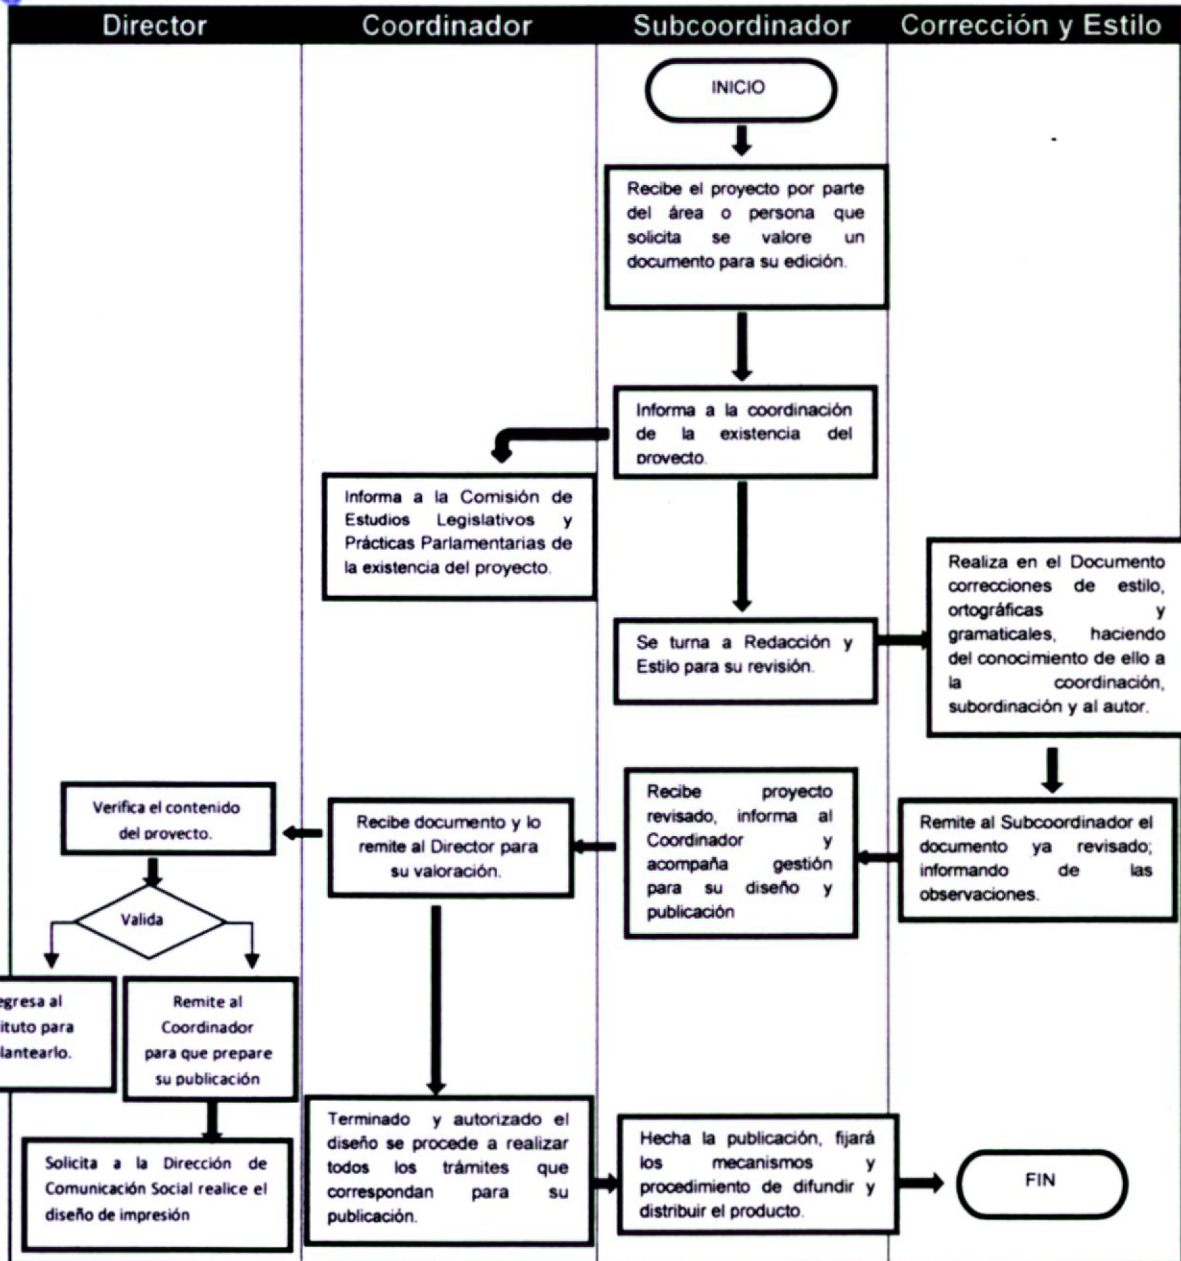 Director
Coordinador
Subcoordinador
Corrección y Estilo
INICIO
Recibe el proyecto por parte
del área o persona que
solicita se valore un
documento para su edición.
Informa a la coordinación
de la existencia del
proyecto.
Informa a la Comisión de
Estudios Legislativos y
Prácticas Parlamentarias de
la existencia del proyecto.
Se turna a Redacción y
Estilo para su revisión.
Realiza en el Documento
correcciones de estilo,
ortográficas y
gramaticales, haciendo
del conocimiento de ello a
la coordinación,
subordinación y al autor.
Remite al Subcoordinador el
documento ya revisado;
informando de las
observaciones.
Recibe proyecto
revisado, informa al
Coordinador y
acompaña gestión
para su diseño y
publicación
Recibe documento y lo
remite al Director para
su valoración.
Verifica el contenido
del proyecto.
Valida
egresa al
ituto para
lantearlo.
Remite al
Coordinador
para que prepare
su publicación
Solicita a la Dirección de
Comunicación Social realice el
diseño de impresión
Terminado y autorizado el
diseño se procede a realizar
todos los trámites que
correspondan para su
publicación.
Hecha la publicación, fijará
los mecanismos y
procedimiento de difundir y
distribuir el producto.
FIN